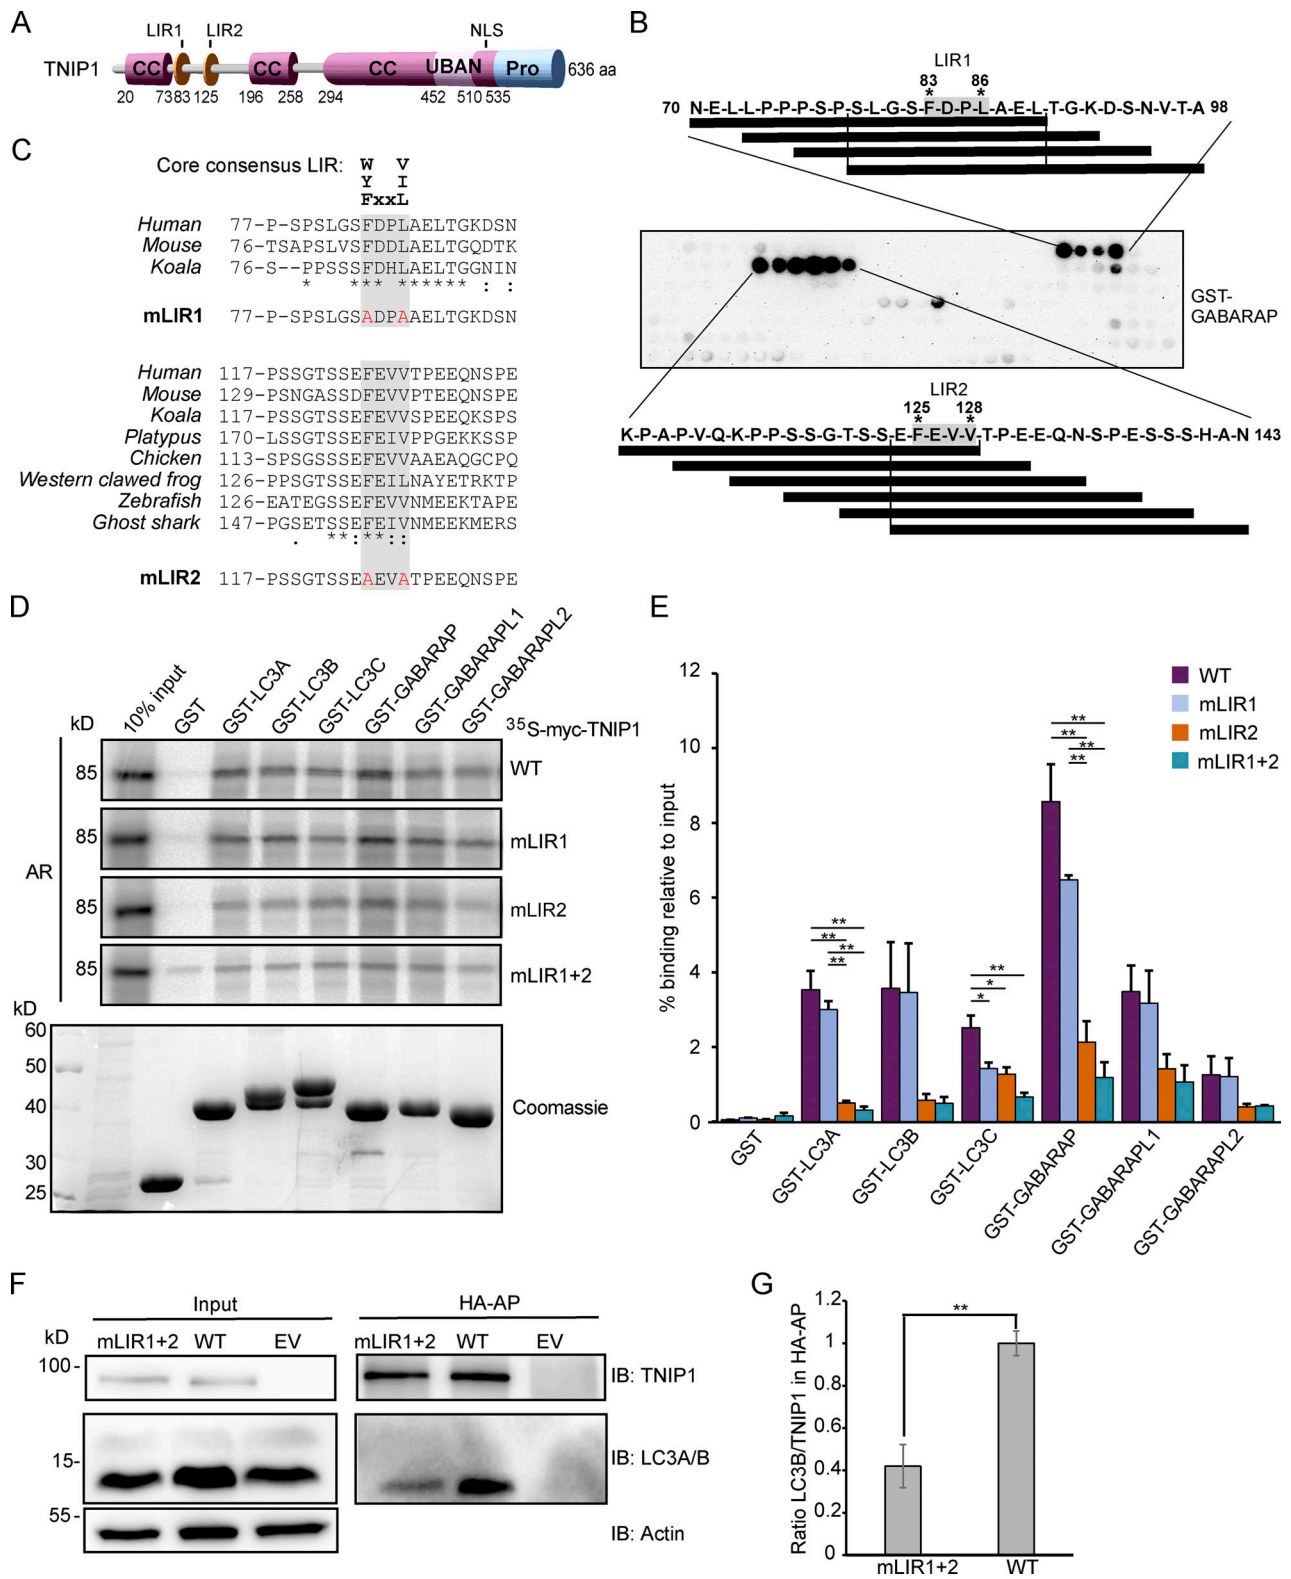 A
LIR1 LIR2 NLS
TNIP1 CC CC CC UBAN Pro 636 aa
20 73 83 125 196 258 294 452 510 535
B
LIR1
83 86
* *
70 N-E-L-L-P-P-P-S-P-S-L-G-S-F-D-P-L-A-E-L-T-G-K-D-S-N-V-T-A 98
GST-
GABARAP
LIR2
125 128
* *
K-P-A-P-V-Q-K-P-P-S-S-G-T-S-S-E-F-E-V-V-T-P-E-E-Q-N-S-P-E-S-S-S-H-A-N 143
C
Core consensus LIR: W V
Y I
FxxL
Human 77-P-SPSLGSFDPLAELTGKDSN
Mouse 76-TSAPSLVSFDDLAELTGQDTK
Koala 76-S--PPSSSFDHLAELTGGNIN
* *** ****** : :
mLIR1 77-P-SPSLGSADPAAELTGKDSN
Human 117-PSSGTSSEFEVVTPEEQNSPE
Mouse 129-PSNGASSDFEVVPTEEQNSPE
Koala 117-PSSGTSSEFEVVSPEEQKSPS
Platypus 170-LSSGTSSEFEIVPPGEKKSSP
Chicken 113-SPGSSSEFEVVAAEAQGCPQ
Western clawed frog 126-PPSGTSSEFEILNAYETRKTP
Zebrafish 126-EATEGSSEFEVVNMEEKTAPE
Ghost shark 147-PGSETSSEFEIVNMEEKMERS
. **:**::
mLIR2 117-PSSGTSSEAEVATPEEQNSPE
D
10% input GST GST-LC3A GST-LC3B GST-LC3C GST-GABARAP GST-GABARAPL1 GST-GABARAPL2
kD 35S-myc-TNIP1
85 WT
85 mLIR1
AR
85 mLIR2
85 mLIR1+2
kD
60
50
40 Coomassie
30
25
E
% binding relative to input
12
10
8
6
4
2
0
WT
mLIR1
mLIR2
mLIR1+2
**
**
**
**
**
**
**
**
**
*
*
GST GST-LC3A GST-LC3B GST-LC3C GST-GABARAP GST-GABARAPL1 GST-GABARAPL2
F
Input HA-AP
kD mLIR1+2 WT EV mLIR1+2 WT EV
100- IB: TNIP1
15- IB: LC3A/B
55- IB: Actin
G
Ratio LC3B/TNIP1 in HA-AP
1.2
1
0.8
0.6
0.4
0.2
0
**
mLIR1+2 WT